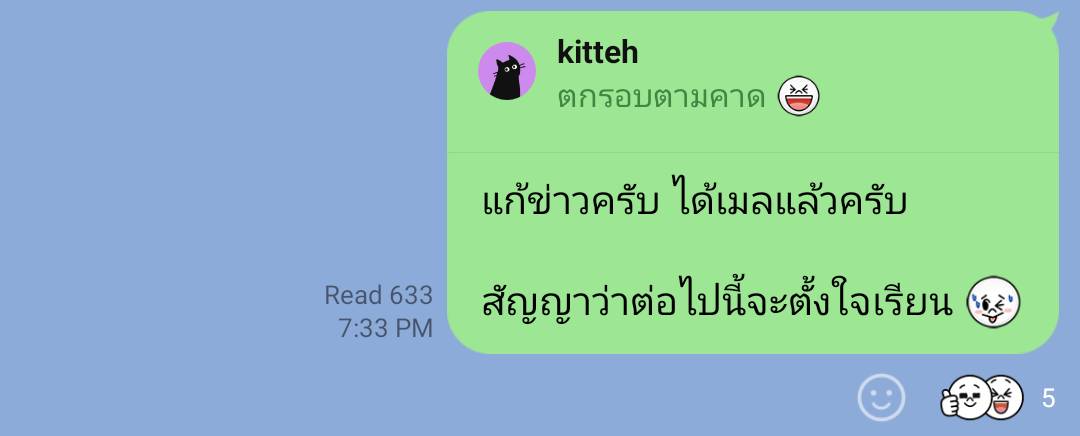 kitteh
ตกรอบตามคาด
แก้ข่าวครับ ได้เมลแล้วครับ
สัญญาว่าต่อไปนี้จะตั้งใจเรียน
Read 633
7:33 PM
5